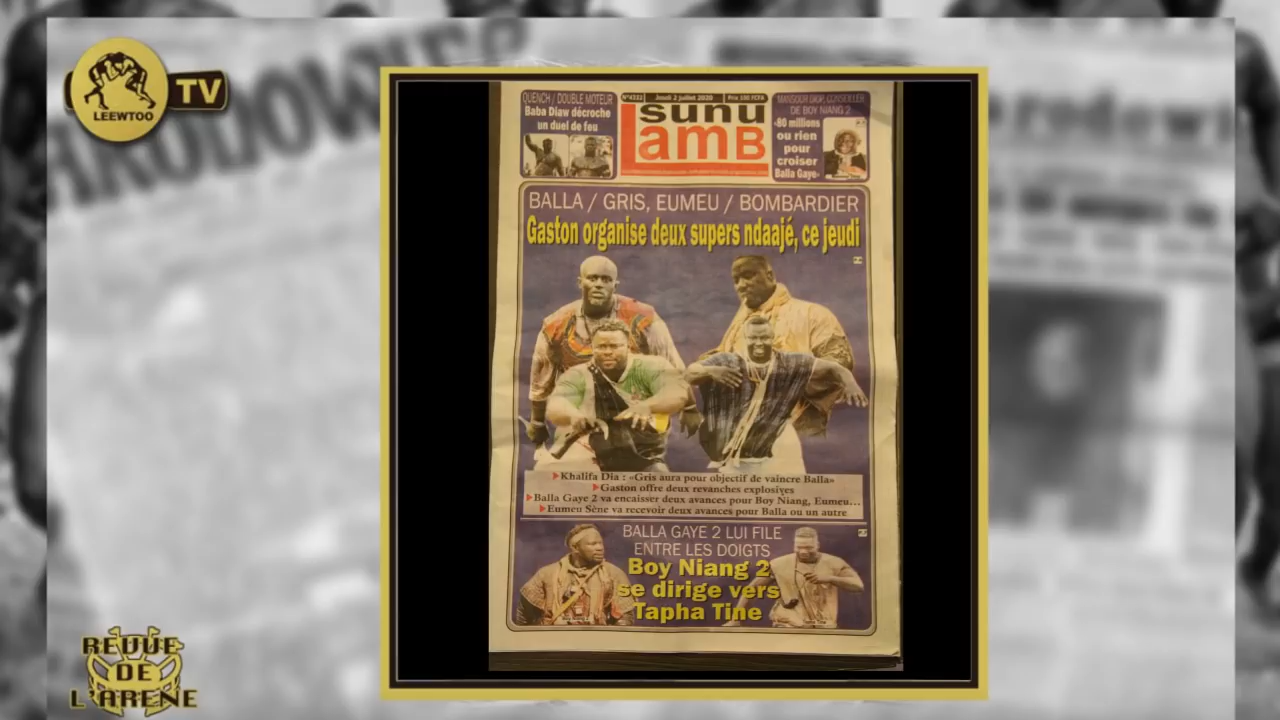 LEEWTOO
TV
QUENCH / DOUBLE MOTEUR
Baba Diaw décroche
un duel de feu
N°4232 Jeudi 2 juillet 2020 Prix 100 FCFA
sunu
Lamb
MANSOUR DIOP, CONSEILLER
DE BOY NIANG 2
«80 millions
ou rien
pour
croiser
Balla Gaye»
BALLA / GRIS, EUMEU / BOMBARDIER
Gaston organise deux supers ndaajé, ce jeudi
Khalifa Dia : «Gris aura pour objectif de vaincre Balla»
Gaston offre deux revanches explosives
Balla Gaye 2 va encaisser deux avances pour Boy Niang, Eumeu...
Eumeu Sène va recevoir deux avances pour Balla ou un autre
BALLA GAYE 2 LUI FILE
ENTRE LES DOIGTS
Boy Niang 2
se dirige vers
Tapha Tine
REVUE
DE
L'ARENE